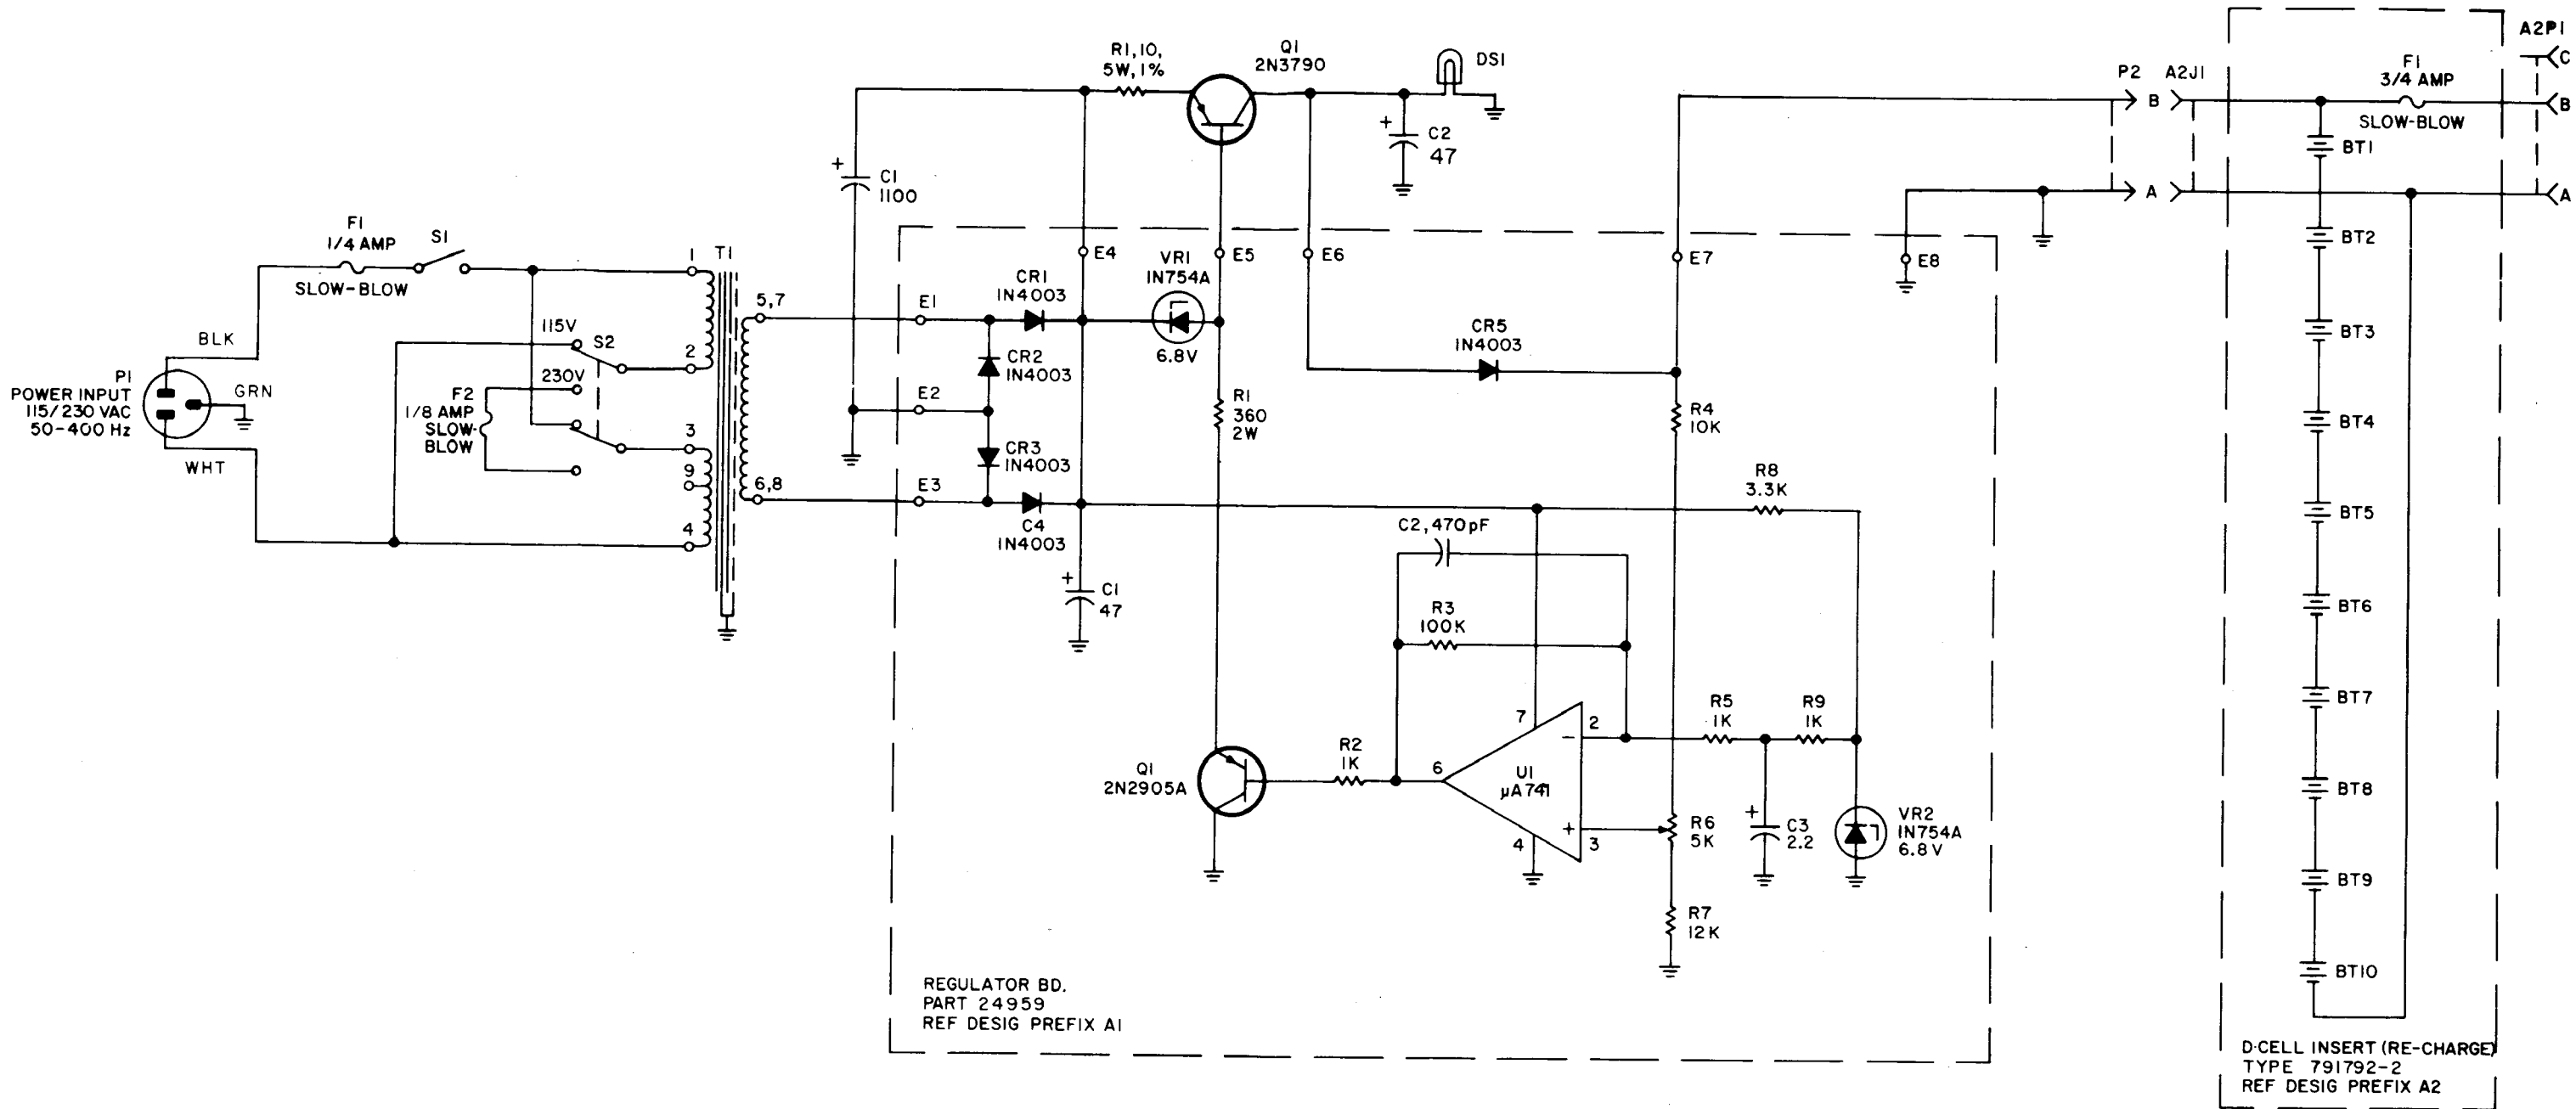 P1
POWER INPUT
115/230 VAC
50-400 Hz
BLK
GRN
WHT
F1
1/4 AMP
SLOW-BLOW
S1
115V
S2
230V
F2
1/8 AMP
SLOW-
BLOW
T1
1
2
3
9
4
5,7
6,8
C1
1100
+
R1,10,
5W,1%
Q1
2N3790
DS1
+
C2
47
E1
E2
E3
E4
E5
E6
E7
E8
CR1
1N4003
CR2
1N4003
CR3
1N4003
C4
1N4003
VR1
1N754A
6.8V
R1
360
2W
CR5
1N4003
R4
10K
R8
3.3K
+
C1
47
C2,470pF
R3
100K
Q1
2N2905A
R2
1K
6
7
U1
μA741
4
2
-
+
3
R5
1K
R9
1K
R6
5K
+
C3
2.2
VR2
1N754A
6.8V
R7
12K
REGULATOR BD.
PART 24959
REF DESIG PREFIX A1
P2
A2J1
B
A
F1
3/4 AMP
SLOW-BLOW
A2P1
C
B
A
BT1
BT2
BT3
BT4
BT5
BT6
BT7
BT8
BT9
BT10
D-CELL INSERT (RE-CHARGE)
TYPE 791792-2
REF DESIG PREFIX A2